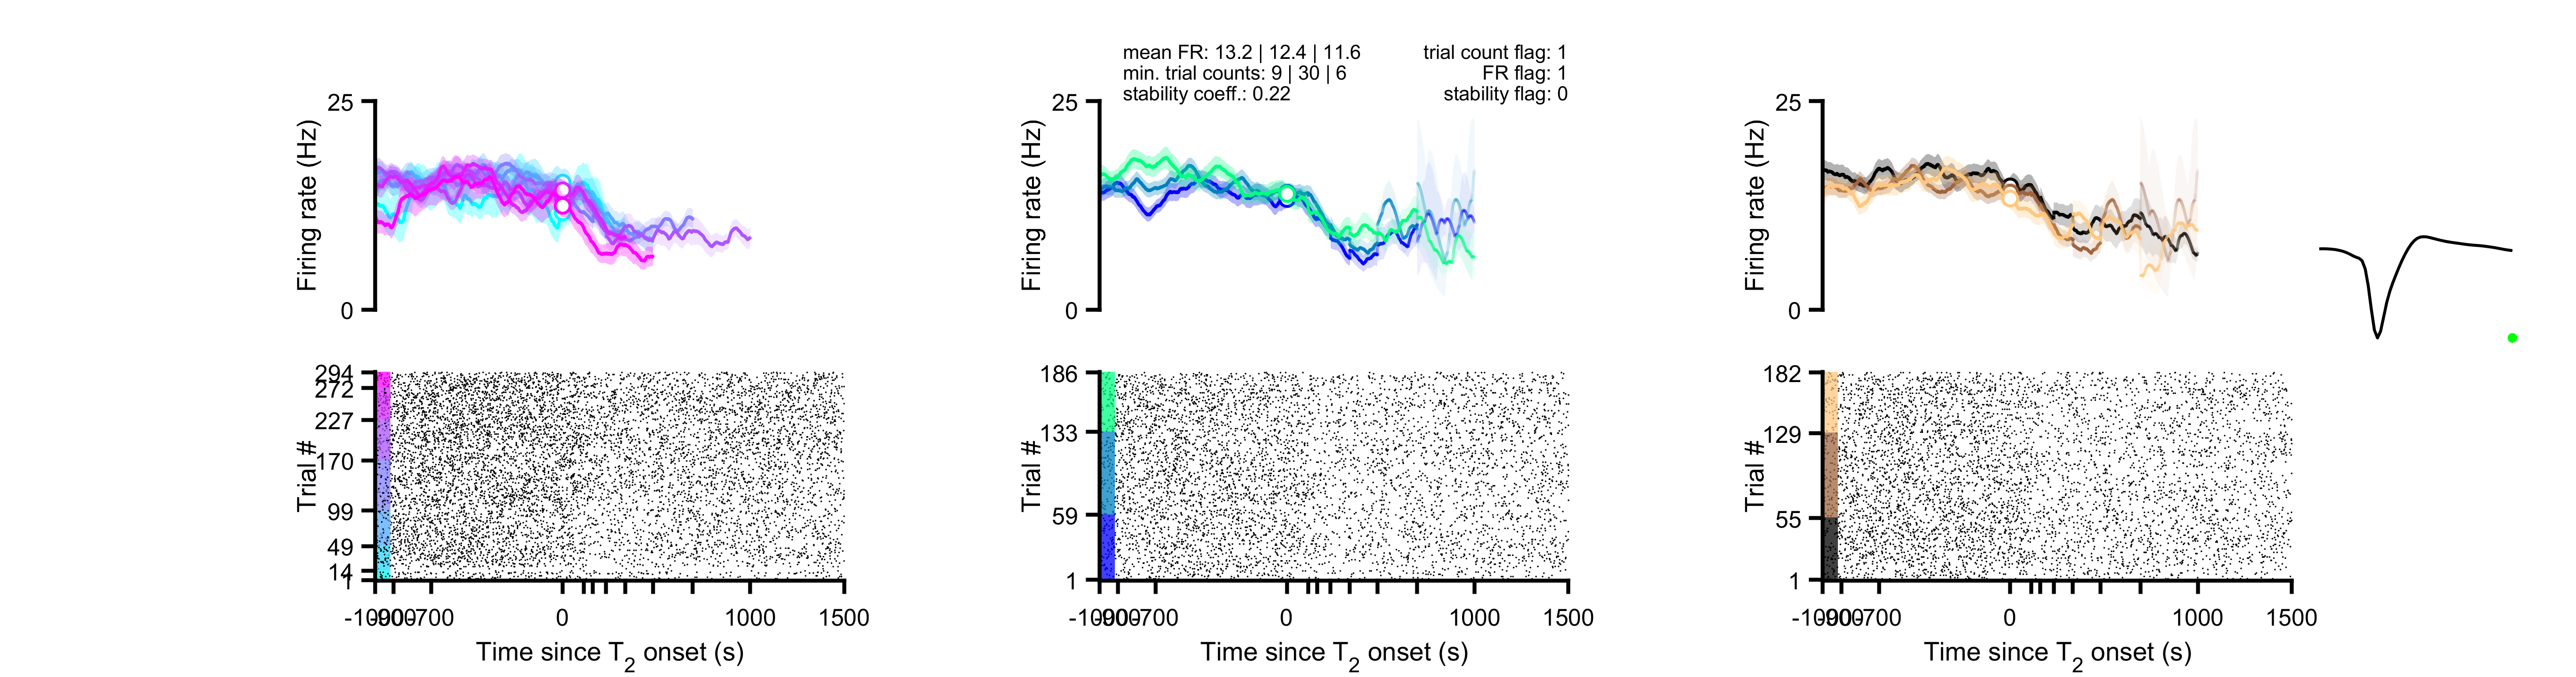 mean FR: 13.2 | 12.4 | 11.6
min. trial counts: 9 | 30 | 6
stability coeff.: 0.22
trial count flag: 1
FR flag: 1
stability flag: 0
25
0
Firing rate (Hz)
25
0
Firing rate (Hz)
25
0
Firing rate (Hz)
294
272
227
170
99
49
14
1
Trial #
0
1000
1500
Time since T2 onset (s)
186
133
59
1
Trial #
0
1000
1500
Time since T2 onset (s)
182
129
55
1
Trial #
0
1000
1500
Time since T2 onset (s)